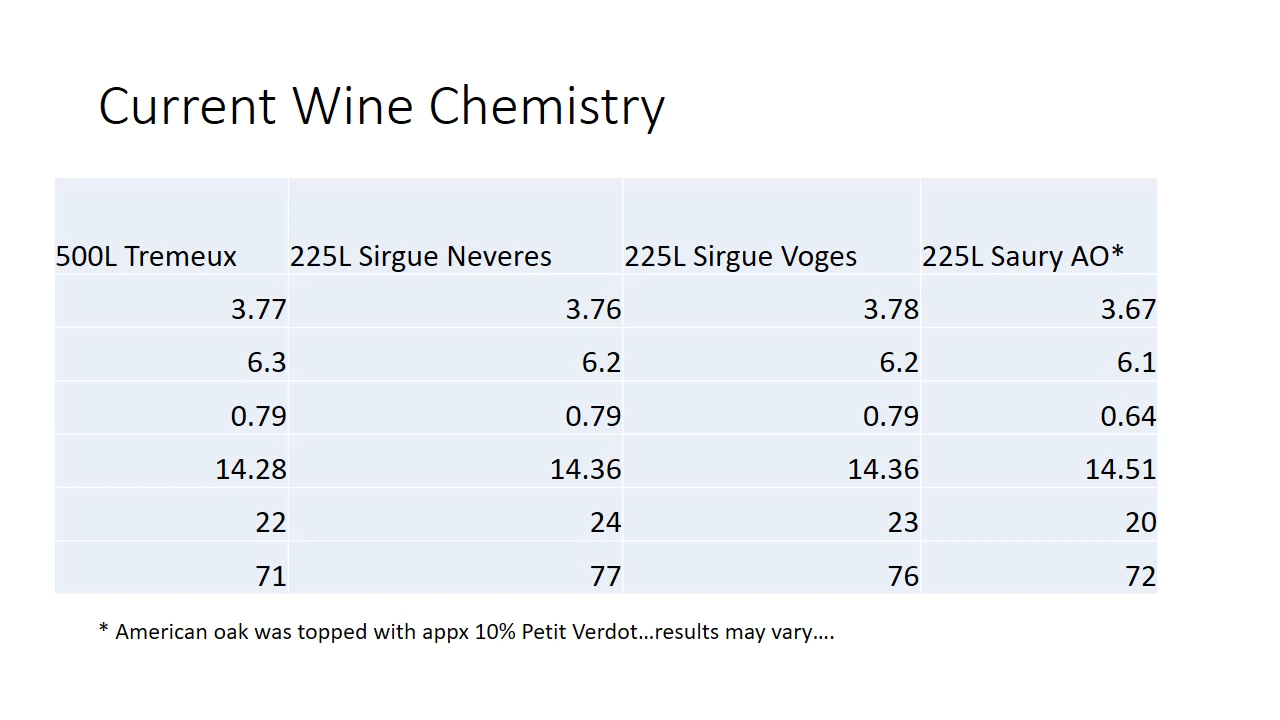 Current Wine Chemistry
500L Tremeux 225L Sirgue Neveres 225L Sirgue Voges 225L Saury AO*
3.77 3.76 3.78 3.67
6.3 6.2 6.2 6.1
0.79 0.79 0.79 0.64
14.28 14.36 14.36 14.51
22 24 23 20
71 77 76 72
* American oak was topped with appx 10% Petit Verdot...results may vary....